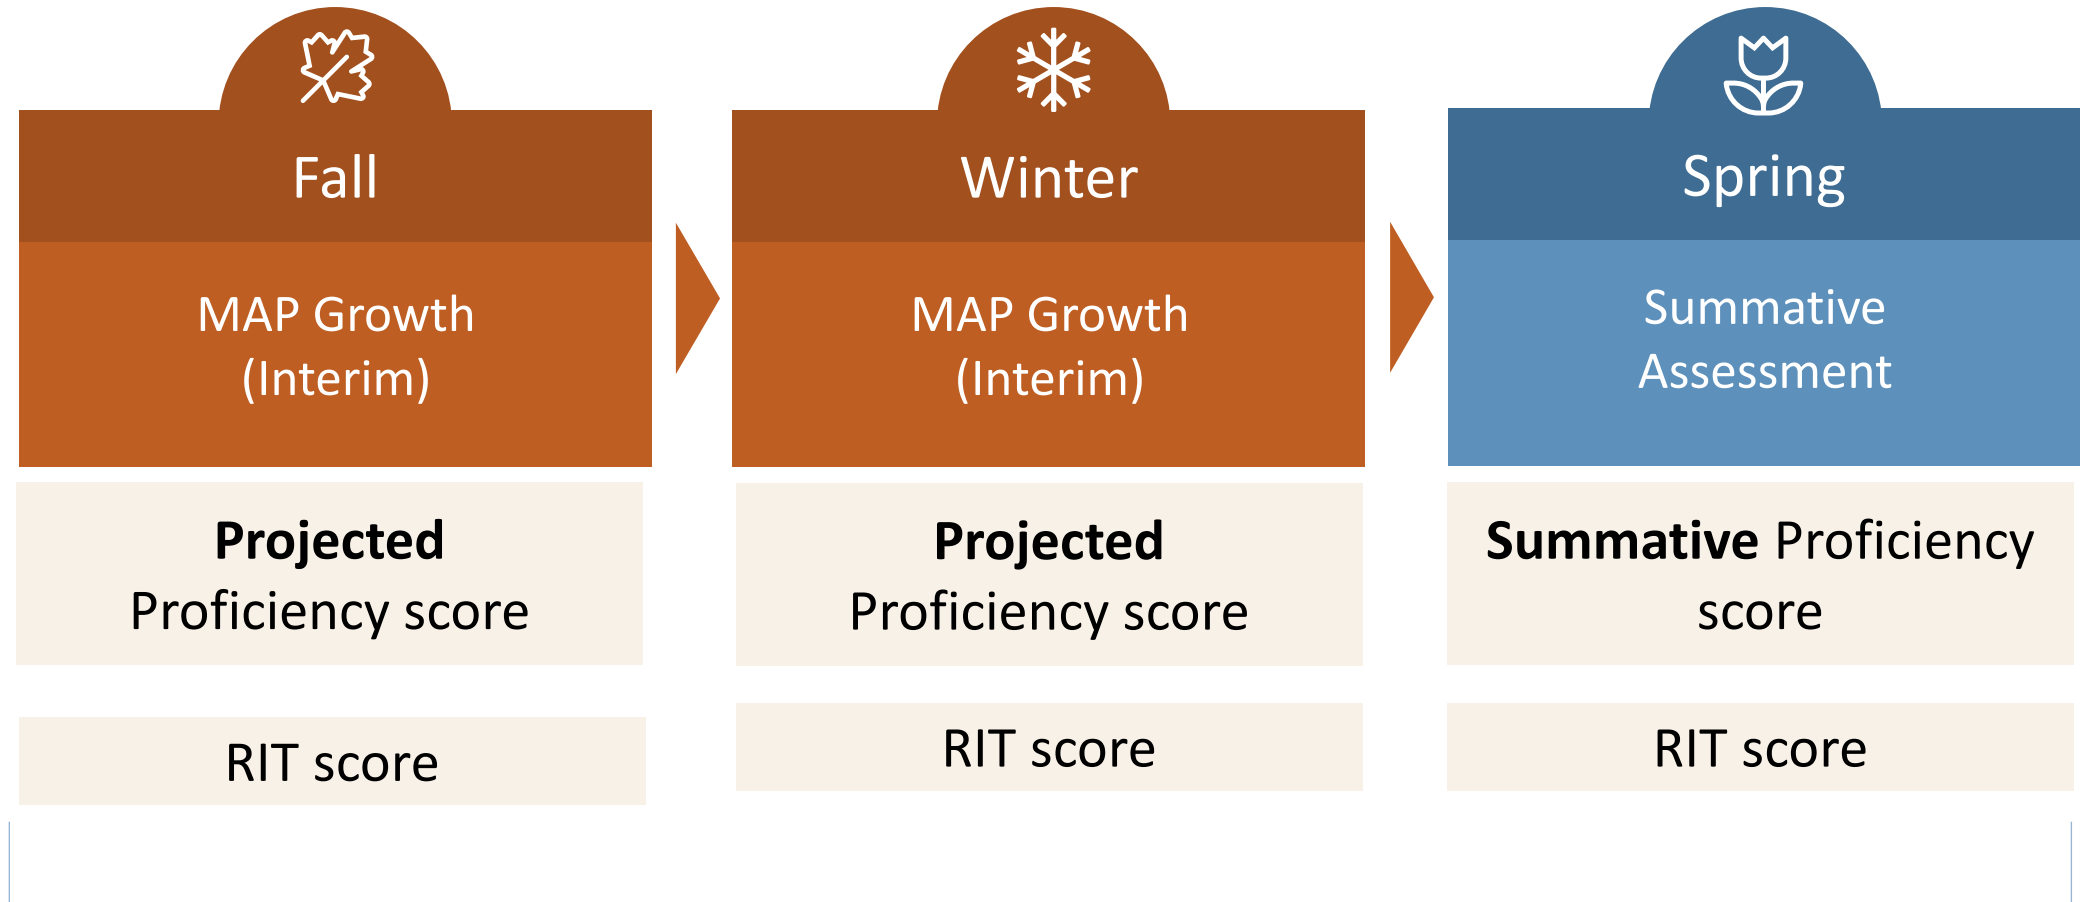 Fall
MAP Growth
(Interim)
Projected
Proficiency score
RIT score
Winter
MAP Growth
(Interim)
Projected
Proficiency score
RIT score
Spring
Summative
Assessment
Summative Proficiency
score
RIT score